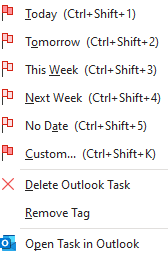 Today (Ctrl+Shift+1)
Tomorrow (Ctrl+Shift+2)
This Week (Ctrl+Shift+3)
Next Week (Ctrl+Shift+4)
No Date (Ctrl+Shift+5)
Custom... (Ctrl+Shift+K)
Delete Outlook Task
Remove Tag
Open Task in Outlook